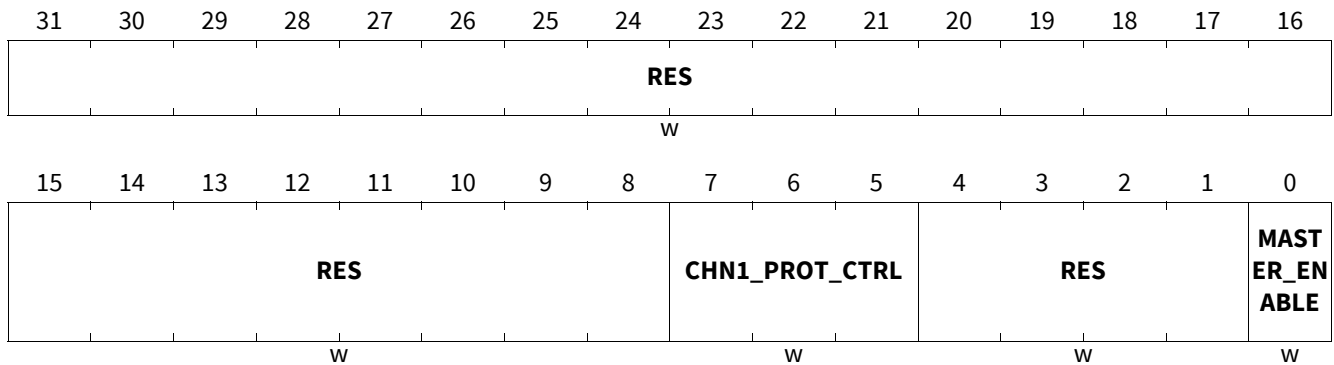 31 30 29 28 27 26 25 24 23 22 21 20 19 18 17 16
RES
w
15 14 13 12 11 10 9 8 7 6 5 4 3 2 1 0
RES CHN1_PROT_CTRL RES MAST
ER_EN
ABLE
w w w w